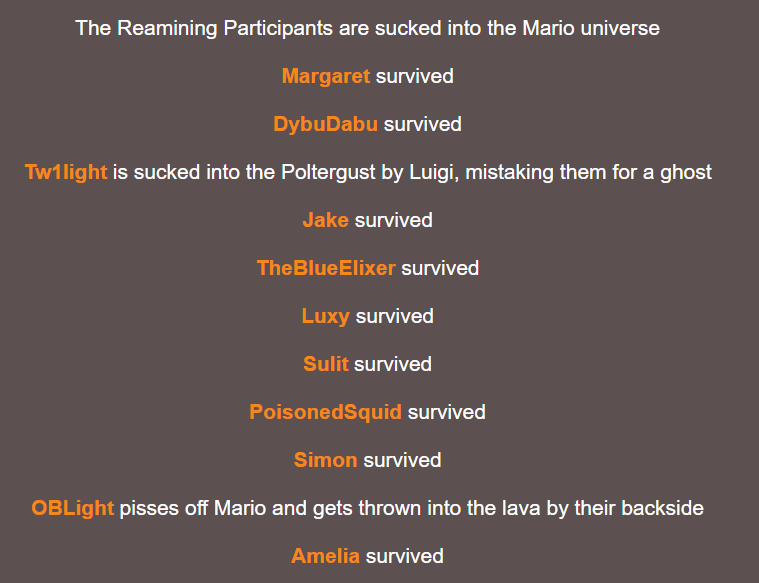 The Reamining Participants are sucked into the Mario universe
Margaret survived
DybuDabu survived
Tw1light is sucked into the Poltergust by Luigi, mistaking them for a ghost
Jake survived
TheBlueElixer survived
Luxy survived
Sulit survived
PoisonedSquid survived
Simon survived
OBLight pisses off Mario and gets thrown into the lava by their backside
Amelia survived